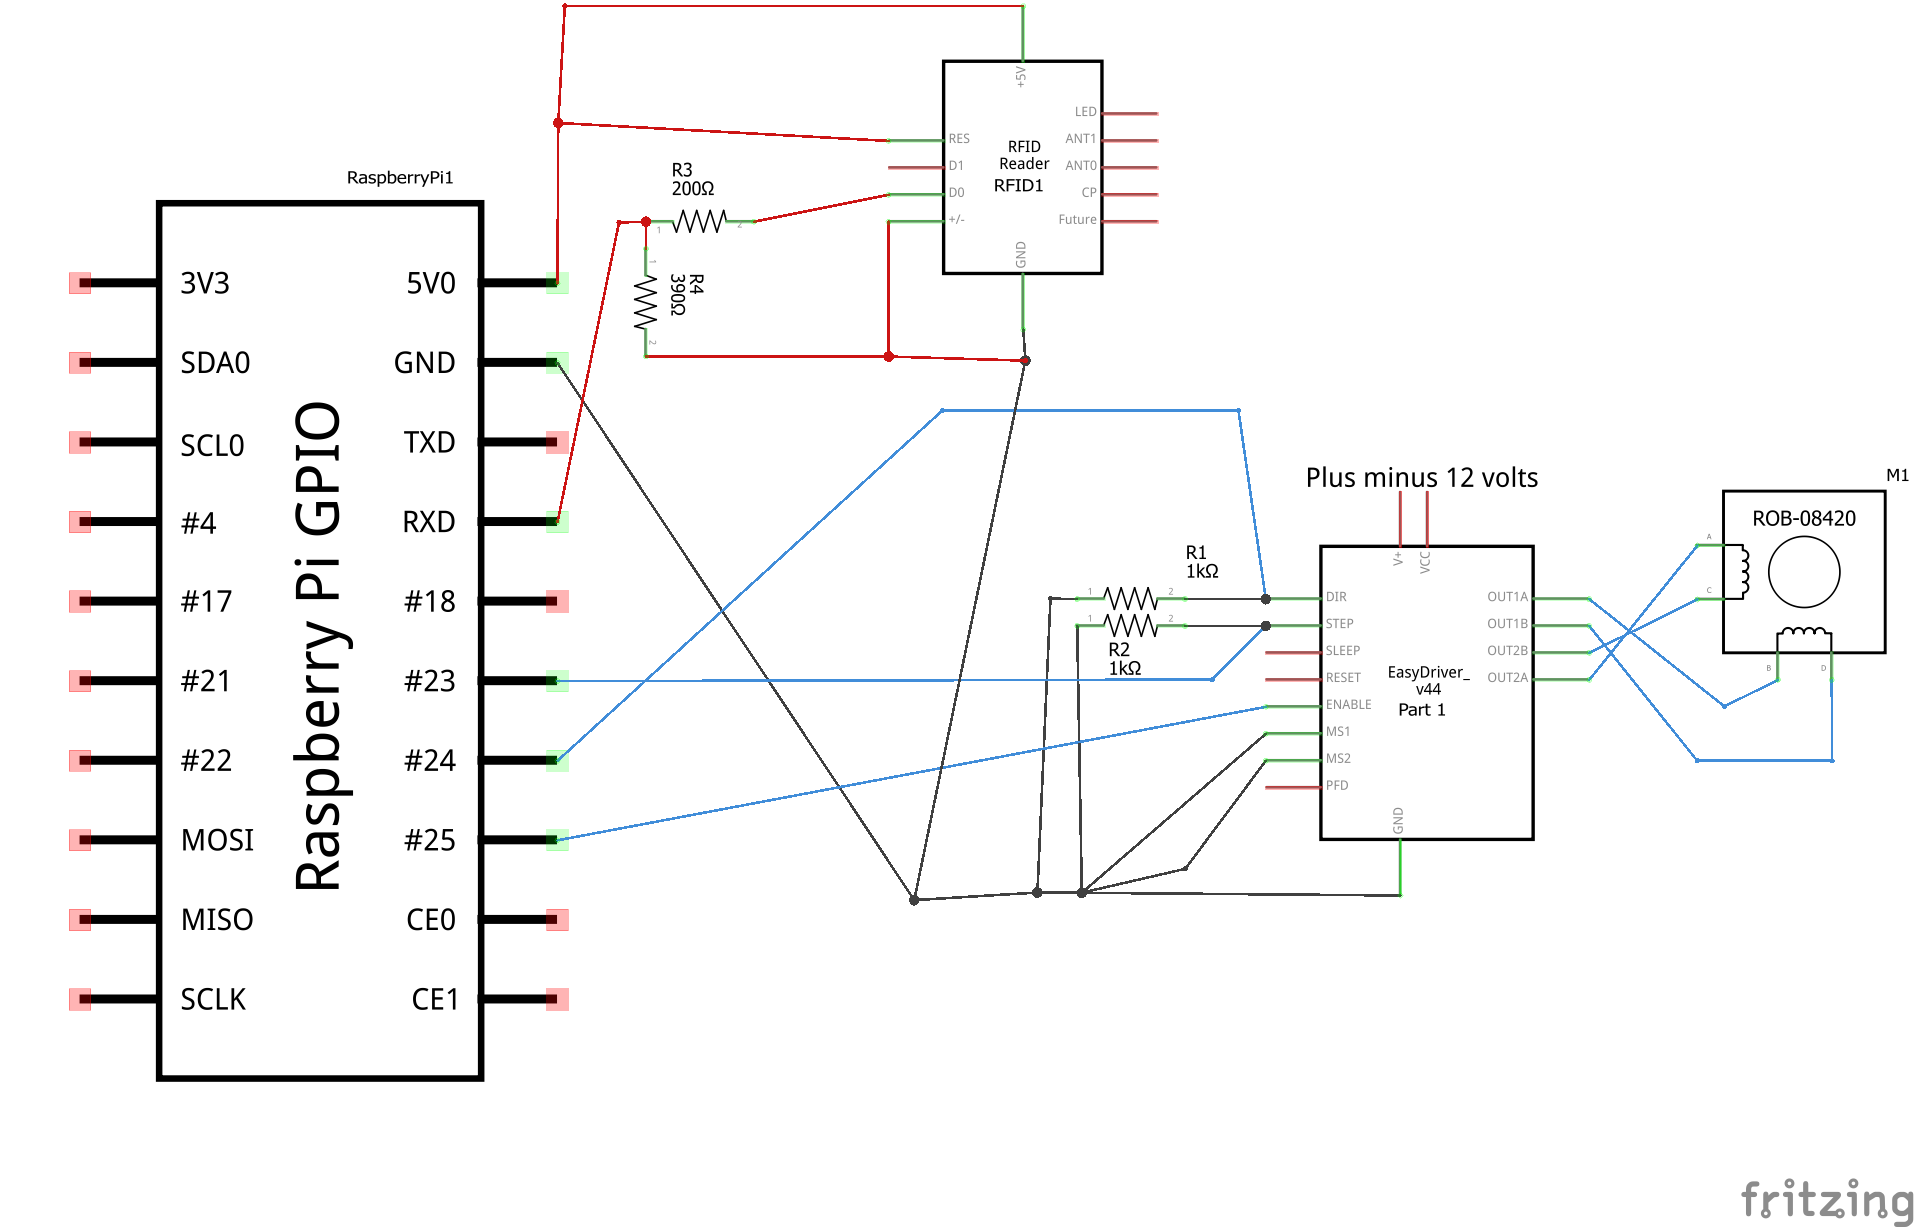 RaspberryPi1
Raspberry Pi GPIO
3V3
SDA0
SCL0
#4
#17
#21
#22
MOSI
MISO
SCLK
5V0
GND
TXD
RXD
#18
#23
#24
#25
CE0
CE1
R3
200Ω
1
2
R4
390Ω
1
2
+5V
RES
D1
D0
+/-
RFID
Reader
RFID1
LED
ANT1
ANT0
CP
Future
GND
Plus minus 12 volts
R1
1kΩ
1
2
1
2
R2
1kΩ
V+
VCC
DIR
STEP
SLEEP
RESET
ENABLE
MS1
MS2
PFD
EasyDriver_
v44
Part 1
OUT1A
OUT1B
OUT2B
OUT2A
GND
M1
ROB-08420
A
C
B
D
fritzing